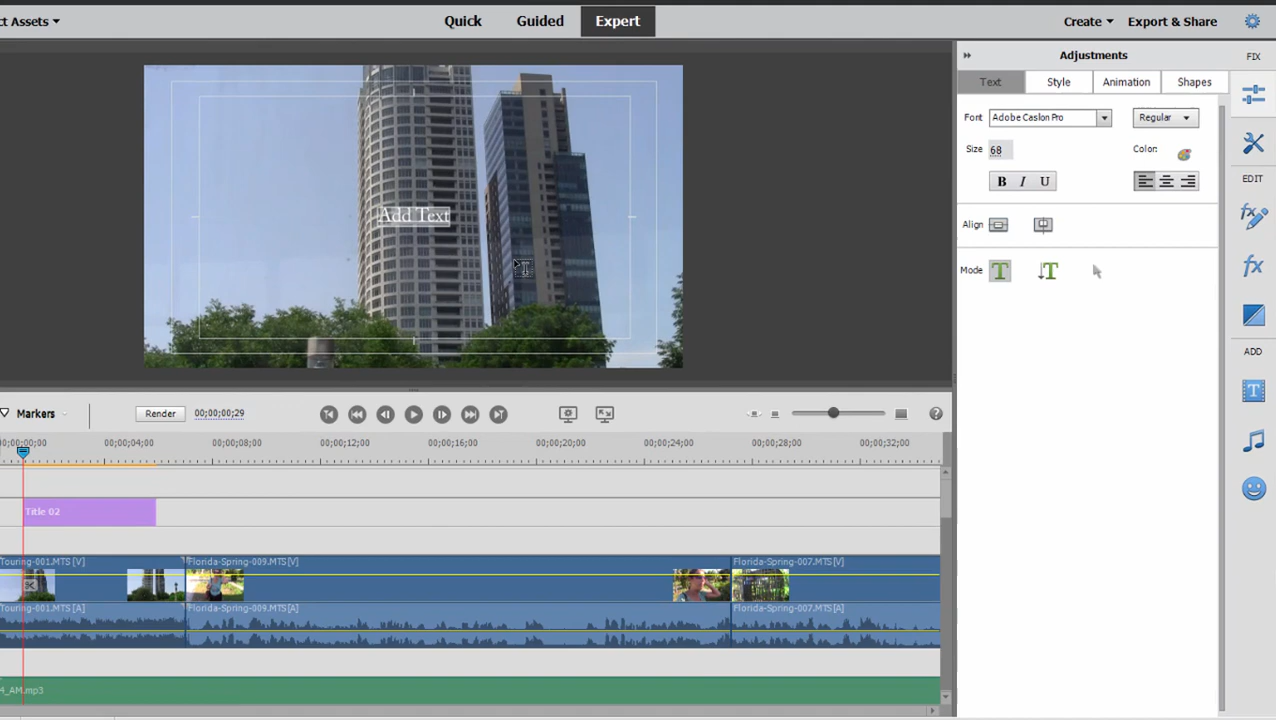 ct Assets
Quick
Guided
Expert
Create
Export & Share
Adjustments
FIX
Text
Style
Animation
Shapes
Font
Adobe Caslon Pro
Regular
Size
68
Color:
B I U
Align
EDIT
Mode
T
T
fx
ADD
T
Add Text
Markers
Render
00;00;00;29
?
00;00;00;00
00;00;04;00
00;00;08;00
00;00;12;00
00;00;16;00
00;00;20;00
00;00;24;00
00;00;28;00
00;00;32;00
Title 02
Touring-001.MTS [V]
Florida-Spring-009.MTS[V]
Florida-Spring-007.MTS[V]
Touring-001.MTS [A]
Florida-Spring-009.MTS[A]
Florida-Spring-007.MTS[A]
4_AM.mp3